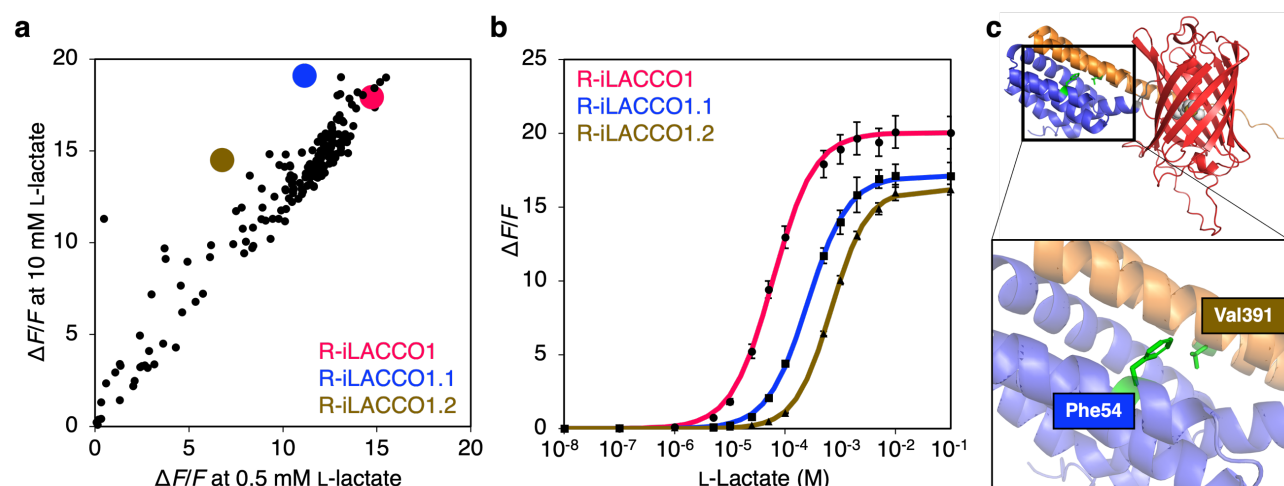 a
20
15
10
5
0
0
5
10
15
20
ΔF/F at 10 mM L-lactate
ΔF/F at 0.5 mM L-lactate
R-iLACCO1
R-iLACCO1.1
R-iLACCO1.2
b
25
20
15
10
5
0
ΔF/F
R-iLACCO1
R-iLACCO1.1
R-iLACCO1.2
10⁻⁸ 10⁻⁷ 10⁻⁶ 10⁻⁵ 10⁻⁴ 10⁻³ 10⁻² 10⁻¹
L-Lactate (M)
c
Val391
Phe54